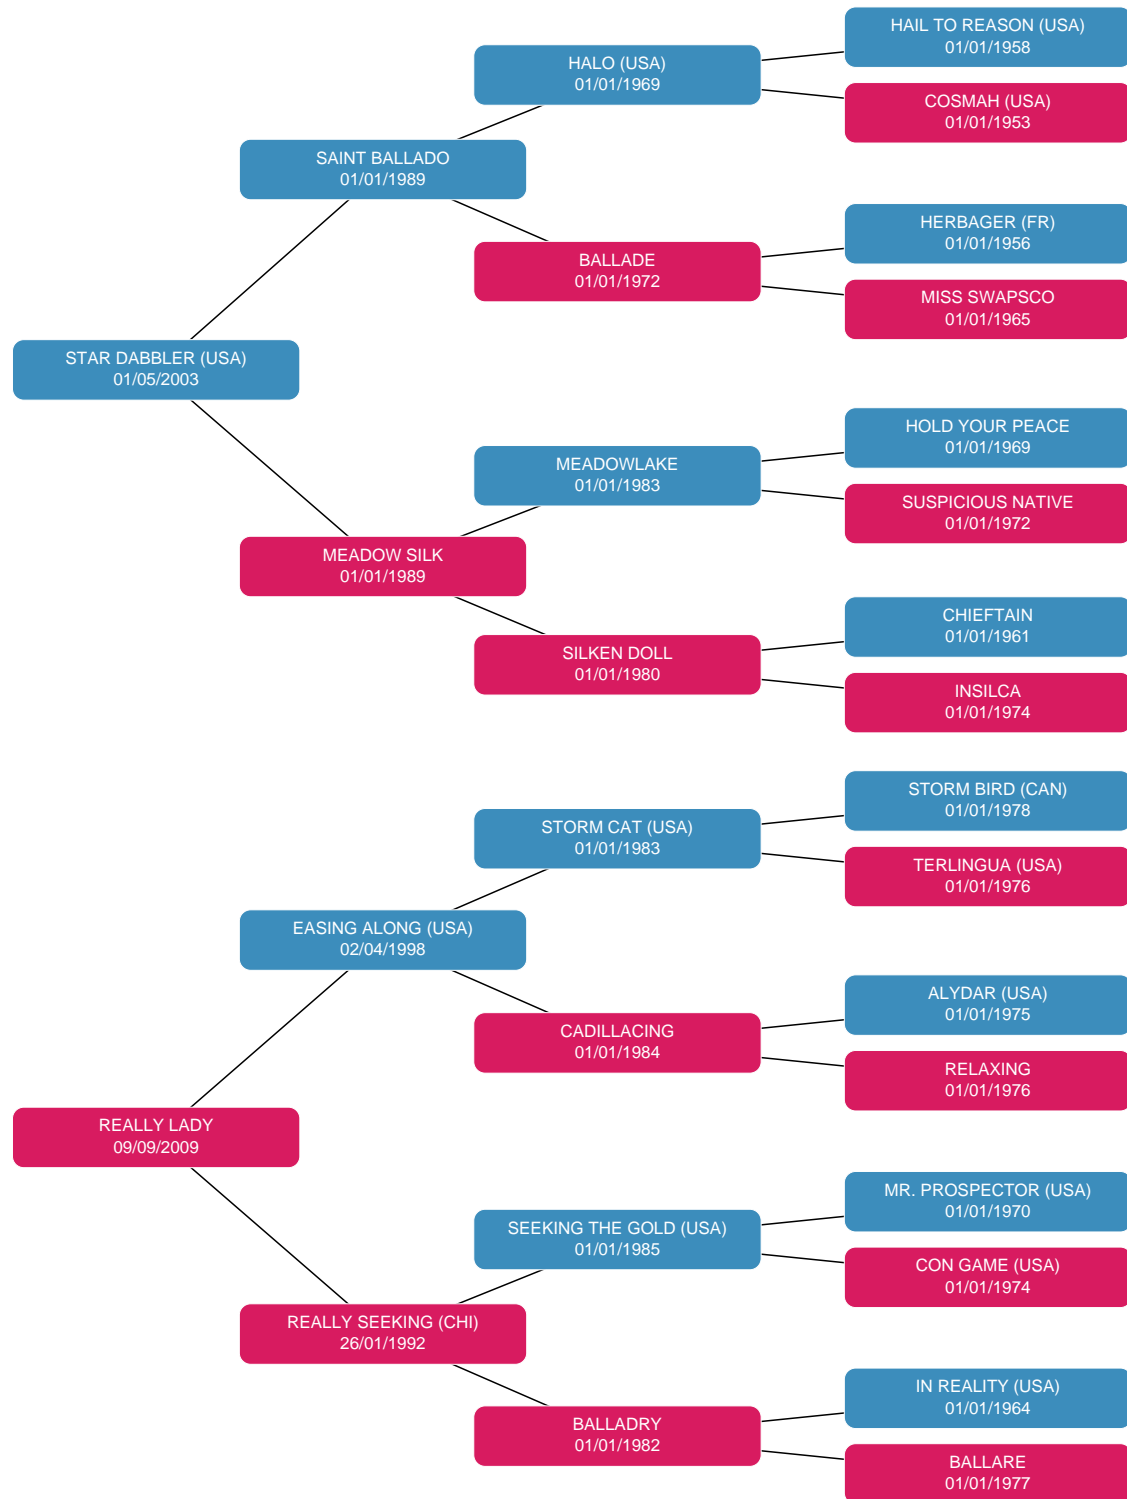 HAIL TO REASON (USA)
01/01/1958
HALO (USA)
01/01/1969
COSMAH (USA)
01/01/1953
SAINT BALLADO
01/01/1989
HERBAGER (FR)
01/01/1956
BALLADE
01/01/1972
MISS SWAPSCO
01/01/1965
STAR DABBLER (USA)
01/05/2003
HOLD YOUR PEACE
01/01/1969
MEADOWLAKE
01/01/1983
SUSPICIOUS NATIVE
01/01/1972
MEADOW SILK
01/01/1989
CHIEFTAIN
01/01/1961
SILKEN DOLL
01/01/1980
INSILCA
01/01/1974
STORM BIRD (CAN)
01/01/1978
STORM CAT (USA)
01/01/1983
TERLINGUA (USA)
01/01/1976
EASING ALONG (USA)
02/04/1998
ALYDAR (USA)
01/01/1975
CADILLACING
01/01/1984
RELAXING
01/01/1976
REALLY LADY
09/09/2009
MR. PROSPECTOR (USA)
01/01/1970
SEEKING THE GOLD (USA)
01/01/1985
CON GAME (USA)
01/01/1974
REALLY SEEKING (CHI)
26/01/1992
IN REALITY (USA)
01/01/1964
BALLADRY
01/01/1982
BALLARE
01/01/1977